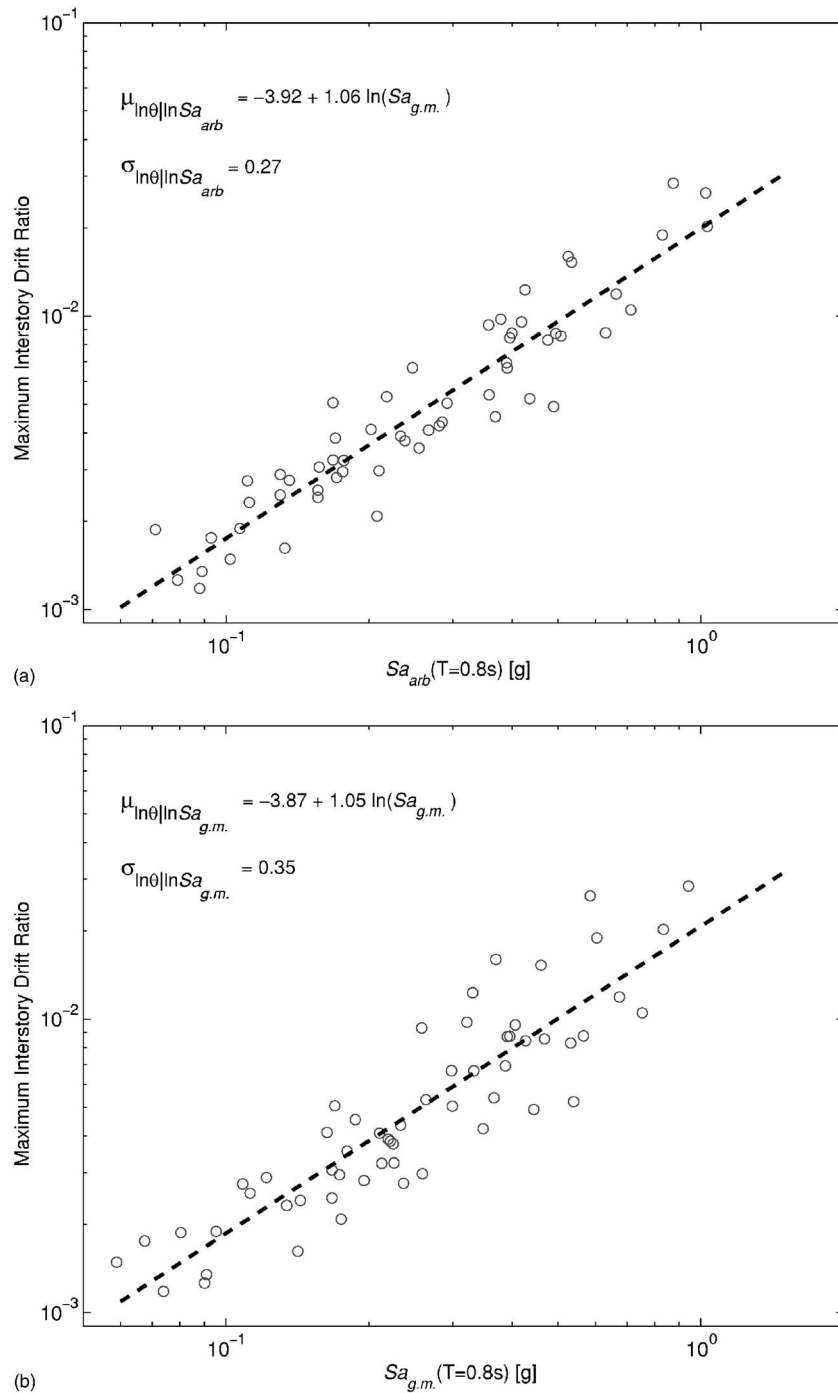 10^-1
μ_lnθ|lnSa_arb = −3.92 + 1.06 ln(Sa_g.m.)
σ_lnθ|lnSa_arb = 0.27
Maximum Interstory Drift Ratio
10^-2
10^-3
10^-1 10^0
Sa_arb(T=0.8s) [g]
(a)
10^-1
μ_lnθ|lnSa_g.m. = −3.87 + 1.05 ln(Sa_g.m.)
σ_lnθ|lnSa_g.m. = 0.35
Maximum Interstory Drift Ratio
10^-2
10^-3
10^-1 10^0
Sa_g.m.(T=0.8s) [g]
(b)